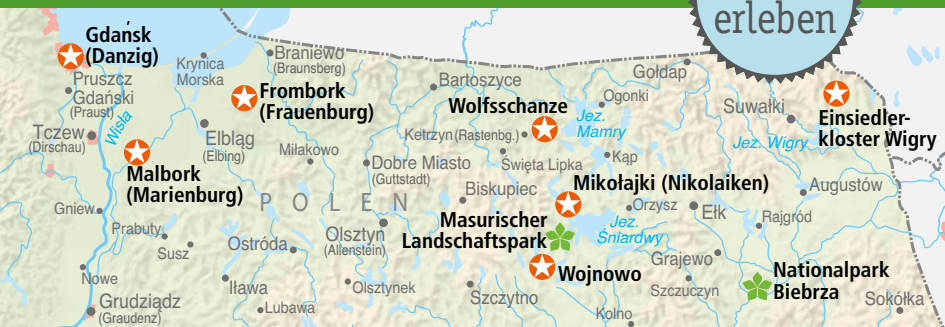 erleben
Gdańsk
(Danzig)
Pruszcz
Gdański
(Praust)
Krynica
Morska
Braniewo
(Braunsberg)
Frombork
(Frauenburg)
Bartoszyce
Gołdap
Ogonki
Wolfsschanze
Jez.
Mamry
Suwałki
Einsiedler-
kloster Wigry
Jez. Wigry
Tczew
(Dirschau)
Wisła
Elbląg
(Elbing)
Malbork
(Marienburg)
Miłakowo
Kętrzyn (Rastenbg.)
Dobre Miasto
(Guttstadt)
Święta Lipka
Kąp
Biskupiec
Mikołajki (Nikolaiken)
Augustów
Gniew
POLEN
Masurischer
Landschaftspark
Orzysz
Ełk
Rajgród
Jez.
Śniardwy
Prabuty
Susz
Ostróda
Olsztyn
(Allenstein)
Wojnowo
Grajewo
Szczuczyn
Nationalpark
Biebrza
Sokółka
Nowe
Grudziądz
(Graudenz)
Iława
Lubawa
Olsztynek
Szczytno
Kolno